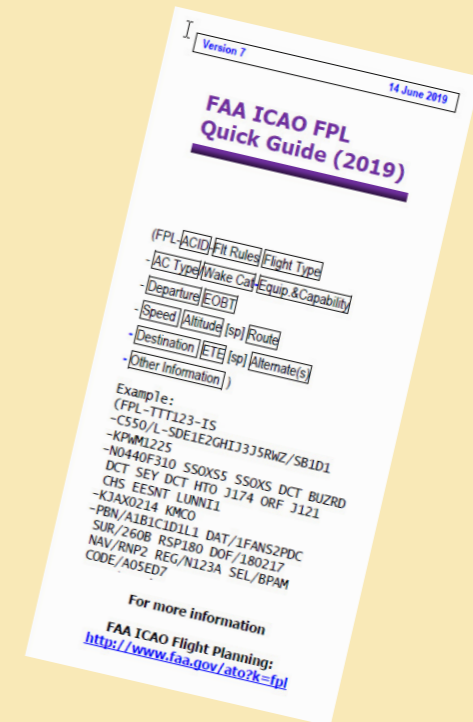 Version 7 14 June 2019
FAA ICAO FPL
Quick Guide (2019)
(FPL-ACID-Flt Rules Flight Type
- AC Type/Wake Cat-Equip.&Capability
- Departure EOBT
- Speed Altitude [sp] Route
- Destination ETE [sp] Alternate(s)
- Other Information )
Example:
(FPL-TTT123-IS
-C550/L-SDE1E2GHIJ3J5RWZ/SB1D1
-KPWM1225
-N0440F310 SSOXS5 SSOXS DCT BUZRD
DCT SEY DCT HTO J174 ORF J121
CHS EESNT LUNNI1
-KJAX0214 KMCO
-PBN/A1B1C1D1L1 DAT/1FANS2PDC
SUR/260B RSP180 DOF/180217
NAV/RNP2 REG/N123A SEL/BPAM
CODE/A05ED7
For more information
FAA ICAO Flight Planning:
http://www.faa.gov/ato?k=fpl